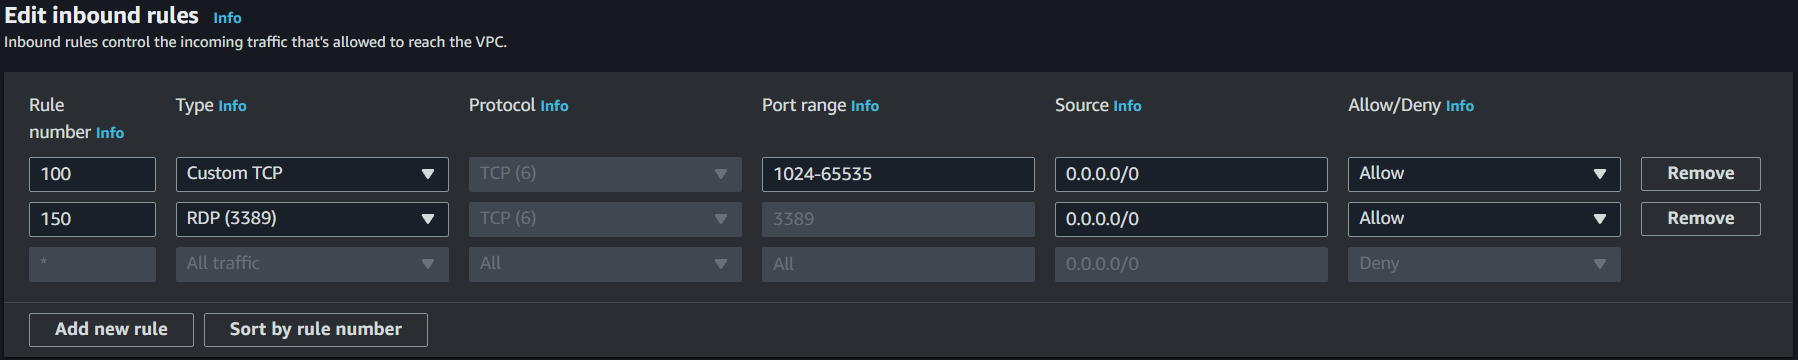 Edit inbound rules Info
Inbound rules control the incoming traffic that's allowed to reach the VPC.
Rule number Info Type Info Protocol Info Port range Info Source Info Allow/Deny Info
100 Custom TCP TCP (6) 1024-65535 0.0.0.0/0 Allow Remove
150 RDP (3389) TCP (6) 3389 0.0.0.0/0 Allow Remove
* All traffic All All 0.0.0.0/0 Deny
Add new rule Sort by rule number